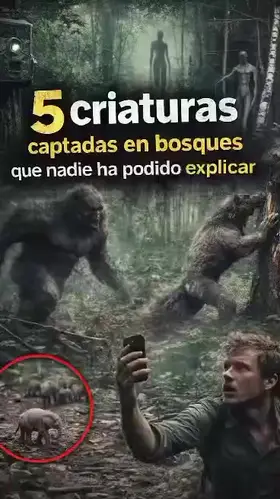 5 criaturas
captadas en bosques
que nadie ha podido explicar